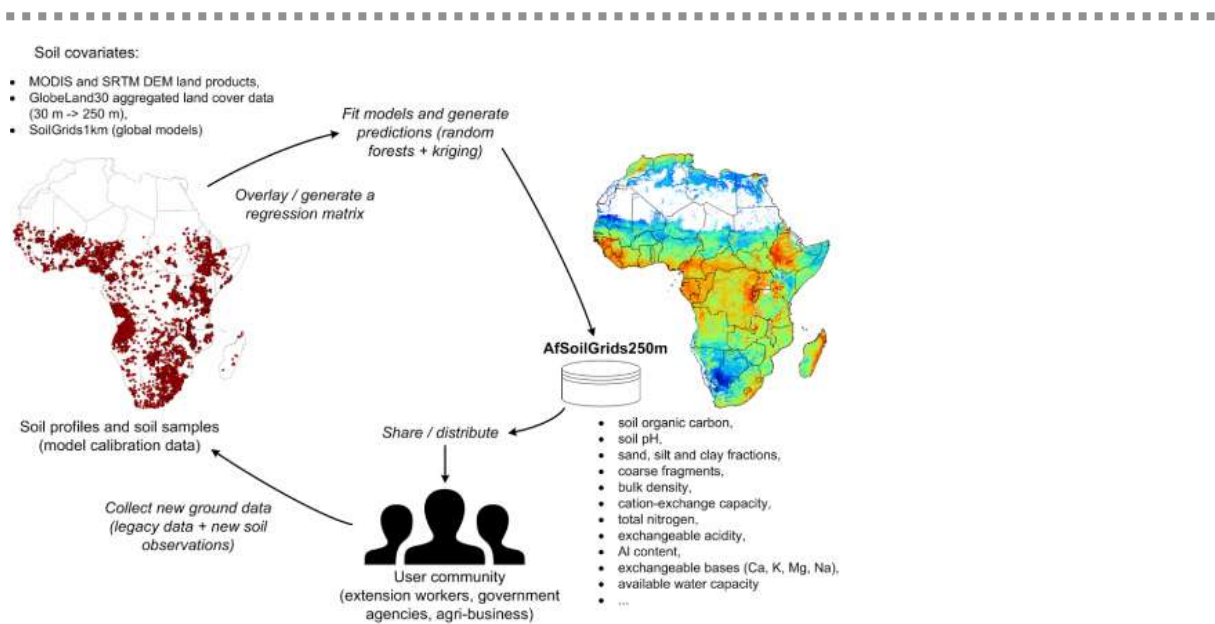 Soil covariates:
• MODIS and SRTM DEM land products,
• GlobeLand30 aggregated land cover data
(30 m -> 250 m),
• SoilGrids1km (global models)
Fit models and generate
predictions (random
forests + kriging)
Overlay / generate a
regression matrix
AfSoilGrids250m
Soil profiles and soil samples
(model calibration data)
Share / distribute
• soil organic carbon,
• soil pH,
• sand, silt and clay fractions,
• coarse fragments,
• bulk density,
• cation-exchange capacity,
• total nitrogen,
• exchangeable acidity,
• Al content,
• exchangeable bases (Ca, K, Mg, Na),
• available water capacity
• ...
Collect new ground data
(legacy data + new soil
observations)
User community
(extension workers, government
agencies, agri-business)